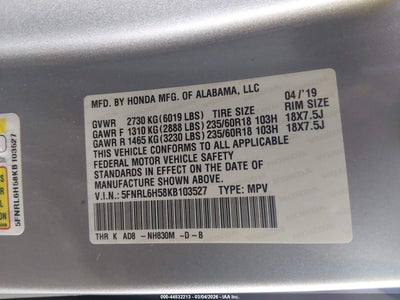 MFD. BY HONDA MFG. OF ALABAMA, LLC 04/'19
GVWR 2730 KG(6019 LBS) TIRE SIZE RIM SIZE
GAWR F 1310 KG(2888 LBS) 235/60R18 103H 18X7.5J
GAWR R 1465 KG(3230 LBS) 235/60R18 103H 18X7.5J
THIS VEHICLE CONFORMS TO ALL APPLICABLE
FEDERAL MOTOR VEHICLE SAFETY
STANDARDS IN EFFECT ON THE DATE OF
MANUFACTURE SHOWN ABOVE.
V.I.N.: 5FNRL6H58KB103527 TYPE: MPV
THR K AD8 - NH830M -D-B
5FNRL6H58KB103527
000-44632213 - 03/04/2026 - IAAI.COM